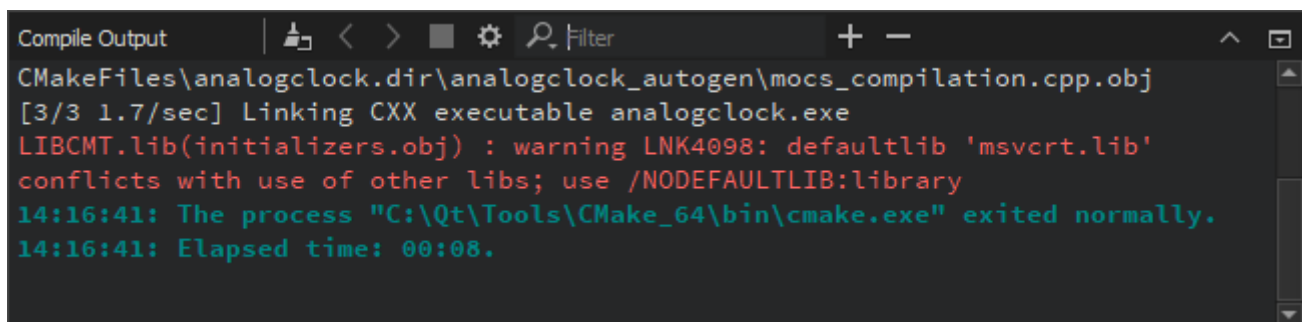 Compile Output
Filter
CMakeFiles\analogclock.dir\analogclock_autogen\mocs_compilation.cpp.obj
[3/3 1.7/sec] Linking CXX executable analogclock.exe
LIBCMT.lib(initializers.obj) : warning LNK4098: defaultlib 'msvcrt.lib'
conflicts with use of other libs; use /NODEFAULTLIB:library
14:16:41: The process "C:\Qt\Tools\CMake_64\bin\cmake.exe" exited normally.
14:16:41: Elapsed time: 00:08.